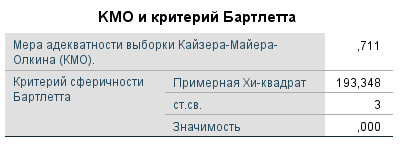 КМО и критерий Бартлетта
Мера адекватности выборки Кайзера-Майера-
Олкина (КМО). ,711
Критерий сферичности Примерная Хи-квадрат 193,348
Бартлетта
ст.св. 3
Значимость ,000